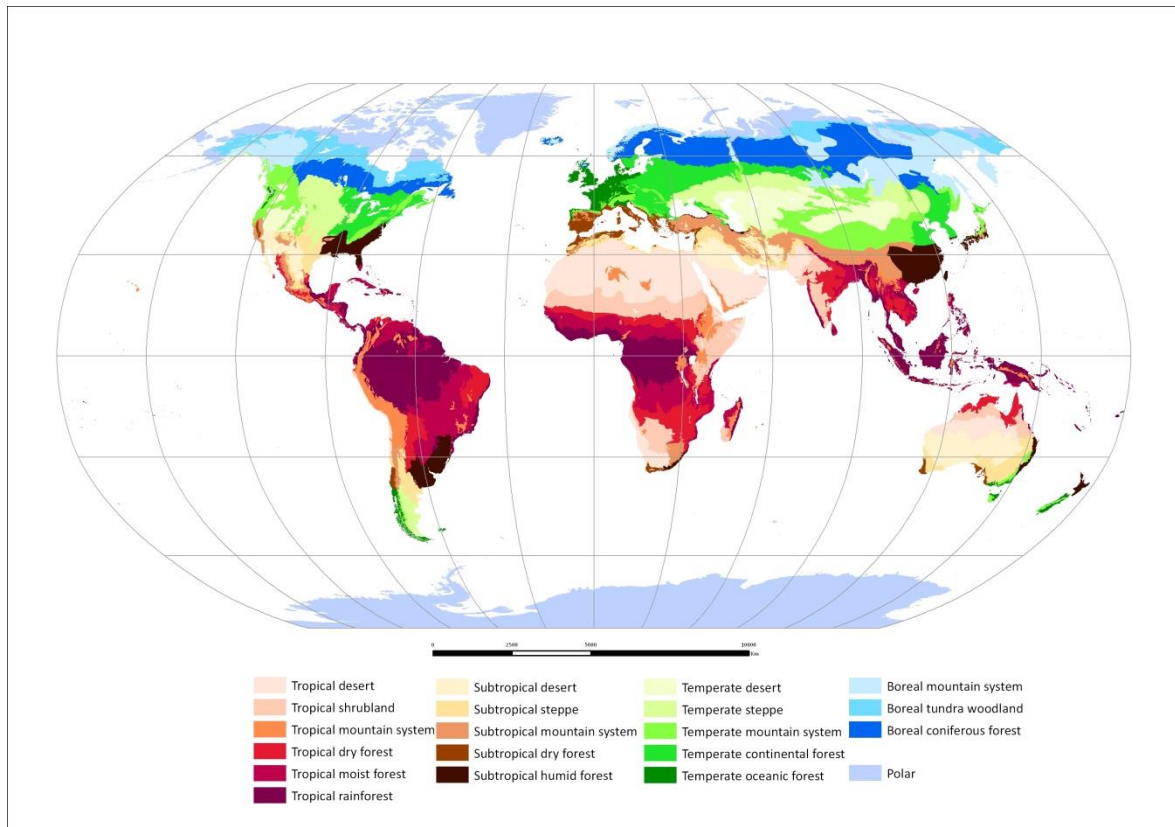 0 2500 5000 10000
Km
Tropical desert
Tropical shrubland
Tropical mountain system
Tropical dry forest
Tropical moist forest
Tropical rainforest
Subtropical desert
Subtropical steppe
Subtropical mountain system
Subtropical dry forest
Subtropical humid forest
Temperate desert
Temperate steppe
Temperate mountain system
Temperate continental forest
Temperate oceanic forest
Boreal mountain system
Boreal tundra woodland
Boreal coniferous forest
Polar